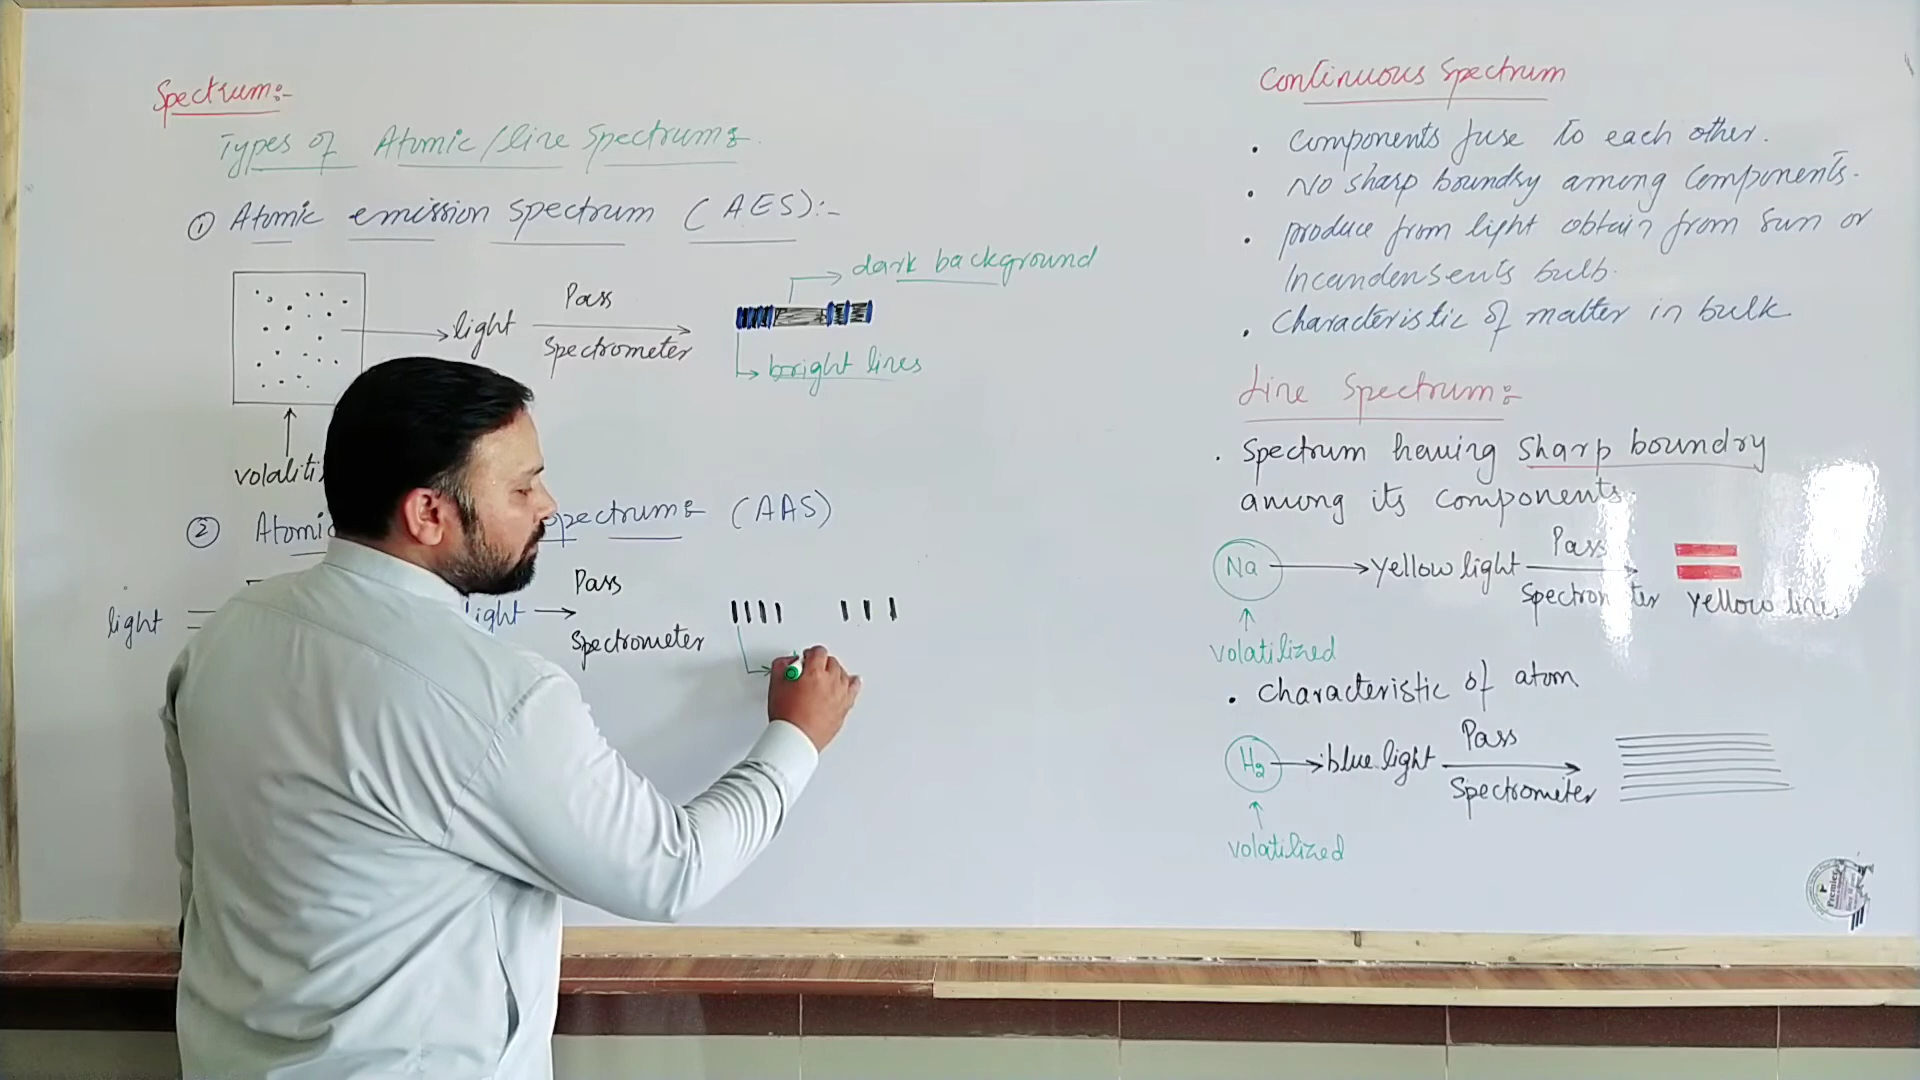 Spectrum:-
Types of Atomic/line Spectrum:
① Atomic emission spectrum (AES):-
light
Pass
Spectrometer
dark background
bright lines
② Atomic spectrum: (AAS)
light
light
Pass
Spectrometer
Continuous Spectrum
• Components fuse to each other.
• No sharp boundry among Components.
• produce from light obtain from sun or
Incandensents bulb.
• Characteristic of matter in bulk
Line Spectrum:
• Spectrum having sharp boundry
among its components.
Na
Yellow light
Pass
Spectrometer
yellow lines
volatilized
• Characteristic of atom
H2
blue light
Pass
Spectrometer
volatilized